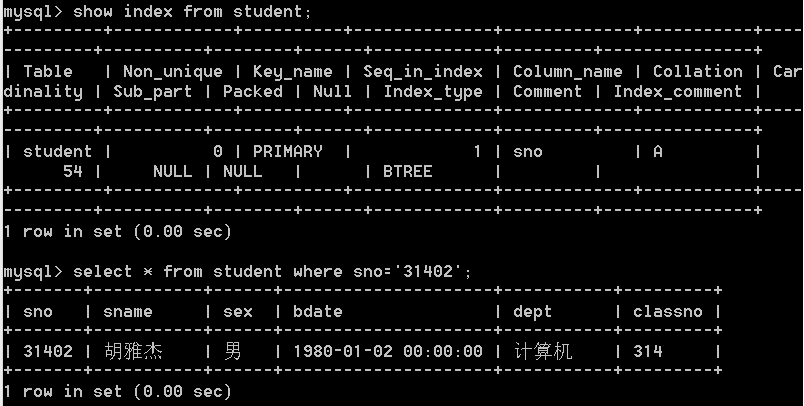 mysql> show index from student;
+---------+------------+----------+--------------+-------------+-----------+----
---------+----------+--------+------+------------+---------+---------------+
| Table   | Non_unique | Key_name | Seq_in_index | Column_name | Collation | Car
dinality | Sub_part | Packed | Null | Index_type | Comment | Index_comment |
+---------+------------+----------+--------------+-------------+-----------+----
---------+----------+--------+------+------------+---------+---------------+
| student |          0 | PRIMARY  |            1 | sno         | A         |
      54 |     NULL | NULL   |      | BTREE      |         |               |
+---------+------------+----------+--------------+-------------+-----------+----
---------+----------+--------+------+------------+---------+---------------+
1 row in set (0.00 sec)
mysql> select * from student where sno='31402';
+-------+--------+------+---------------------+--------+---------+
| sno   | sname  | sex  | bdate               | dept   | classno |
+-------+--------+------+---------------------+--------+---------+
| 31402 | 胡雅杰 | 男   | 1980-01-02 00:00:00 | 计算机 | 314     |
+-------+--------+------+---------------------+--------+---------+
1 row in set (0.00 sec)